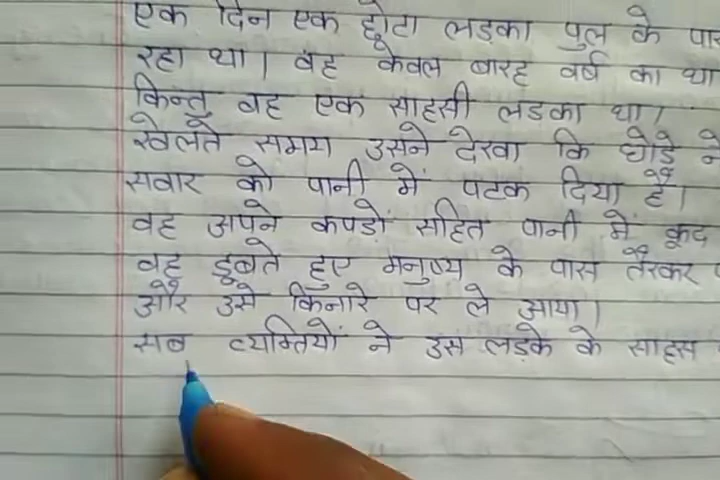 एक दिन एक छोटा लड़का पुल के
रहा था। वह केवल बारह वर्ष का था
किन्तु वह एक साहसी लड़का था।
खेलते समय उसने देखा कि घोड़े ने
सवार को पानी में पटक दिया है।
वह अपने कपड़ों सहित पानी में कूद
वह डूबते हुए मनुष्य के पास तैरकर
और उसे किनारे पर ले आया।
सब व्यक्तियों ने उस लड़के के साहस